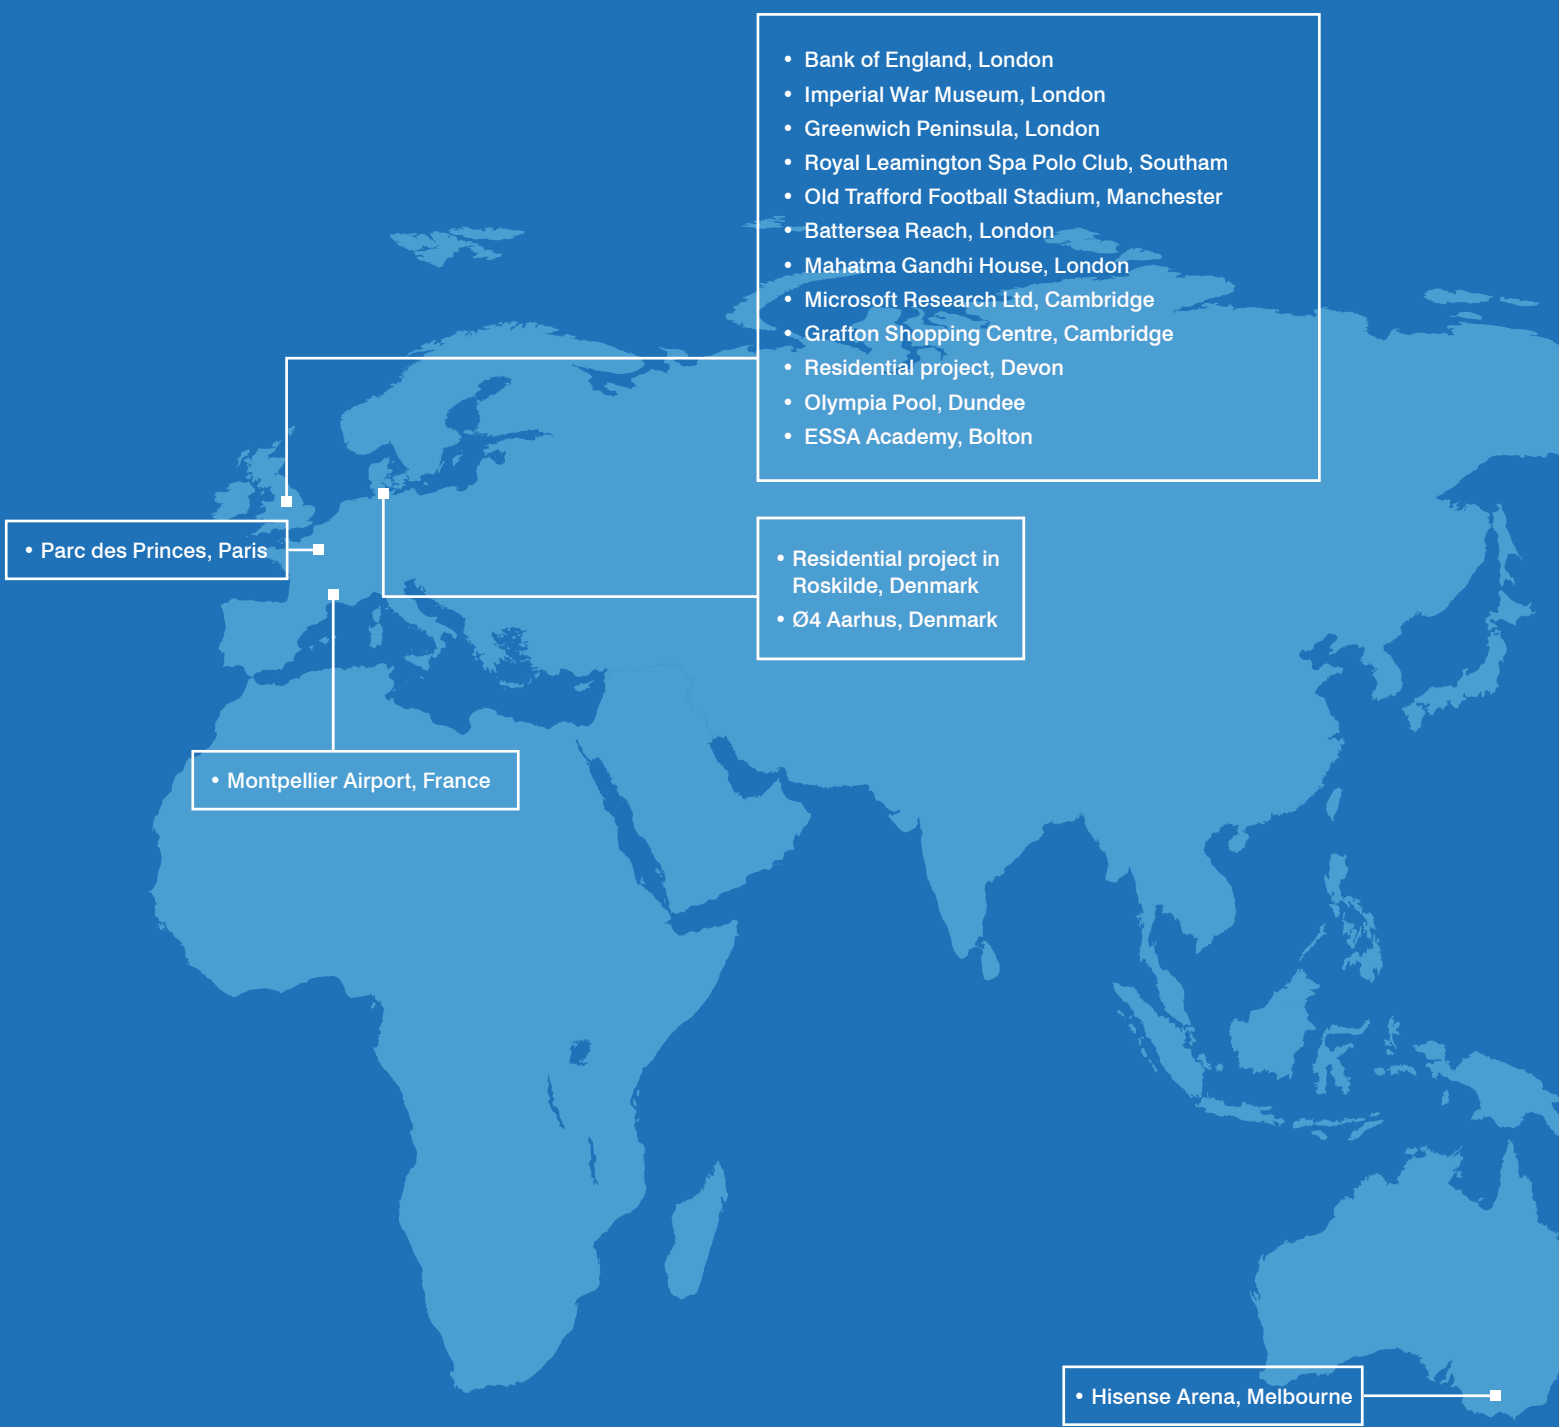 • Bank of England, London
• Imperial War Museum, London
• Greenwich Peninsula, London
• Royal Leamington Spa Polo Club, Southam
• Old Trafford Football Stadium, Manchester
• Battersea Reach, London
• Mahatma Gandhi House, London
• Microsoft Research Ltd, Cambridge
• Grafton Shopping Centre, Cambridge
• Residential project, Devon
• Olympia Pool, Dundee
• ESSA Academy, Bolton
• Parc des Princes, Paris
• Residential project in
Roskilde, Denmark
• Ø4 Aarhus, Denmark
• Montpellier Airport, France
• Hisense Arena, Melbourne